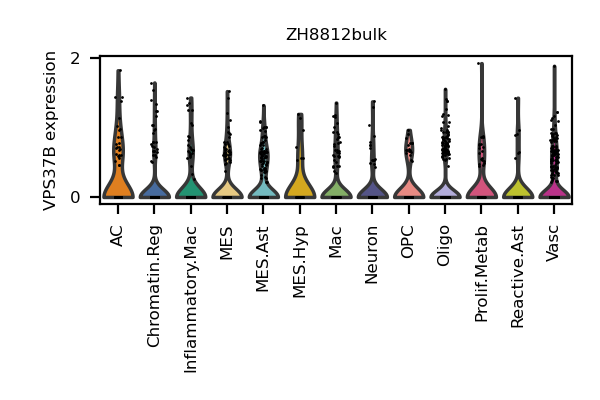 ZH8812bulk
VPS37B expression
2
0
AC
Chromatin.Reg
Inflammatory.Mac
MES
MES.Ast
MES.Hyp
Mac
Neuron
OPC
Oligo
Prolif.Metab
Reactive.Ast
Vasc